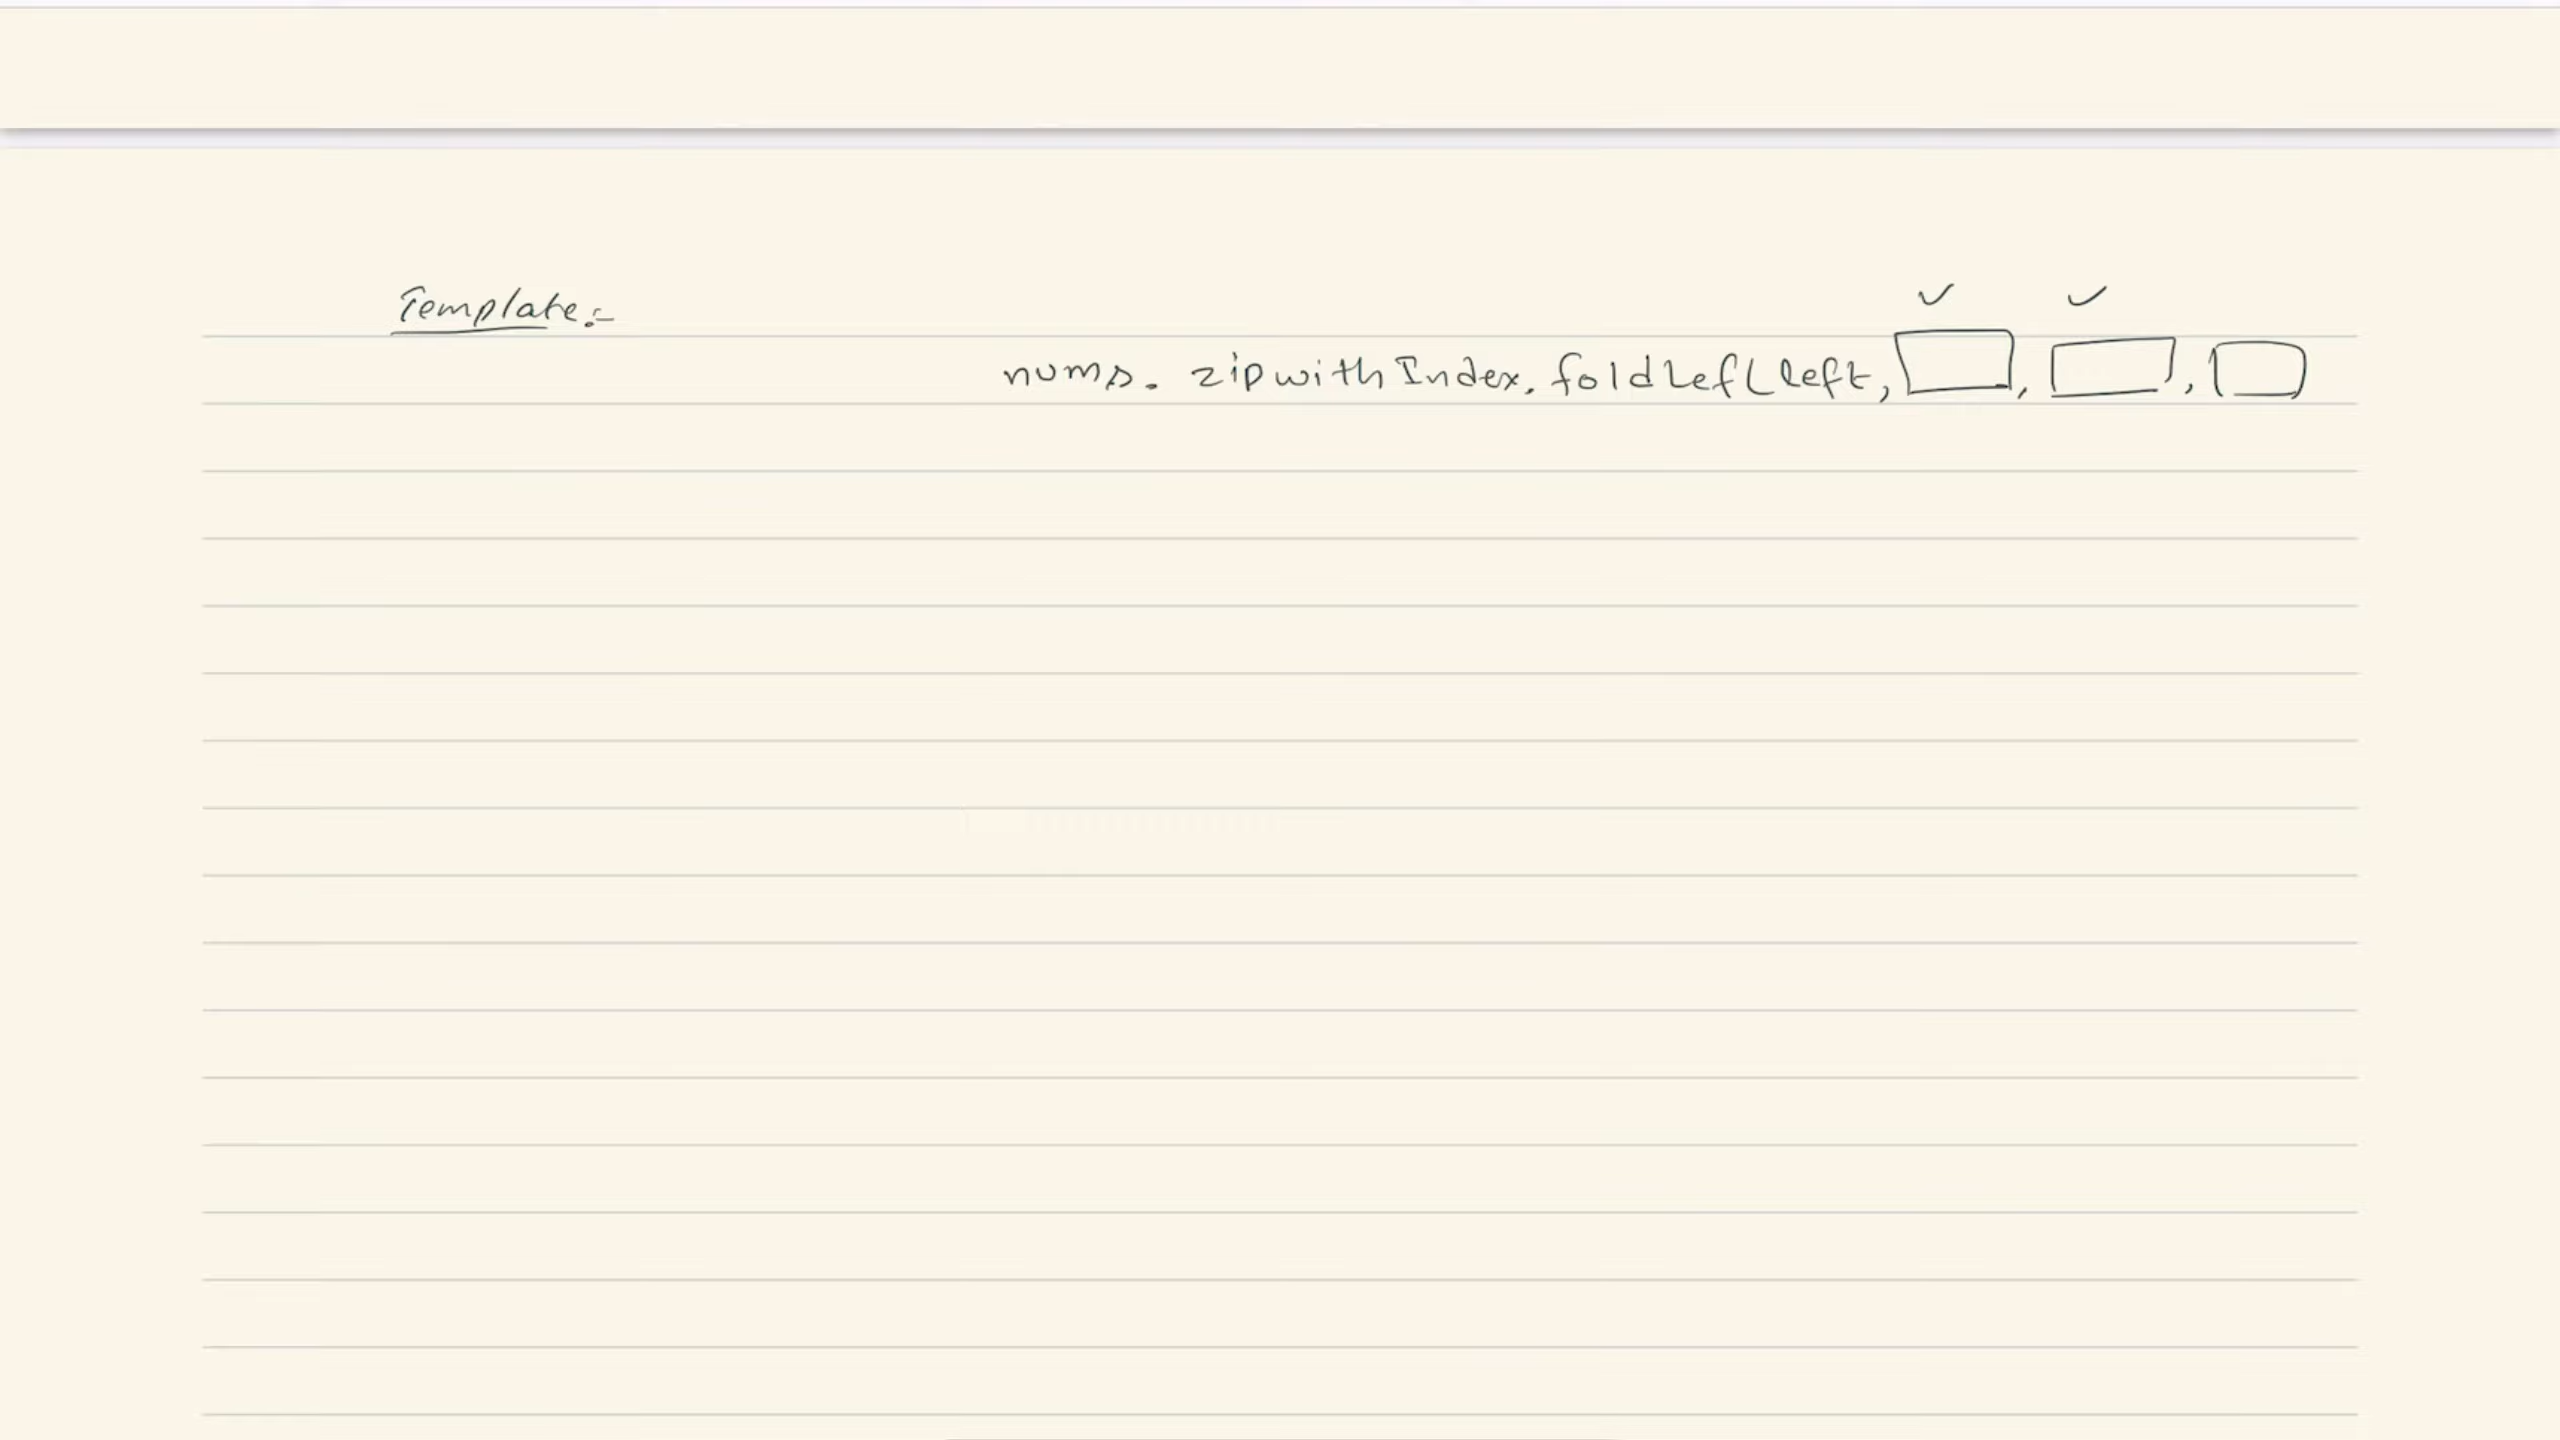 Template:-
nums. zipwithIndex. foldLef(left, , ,